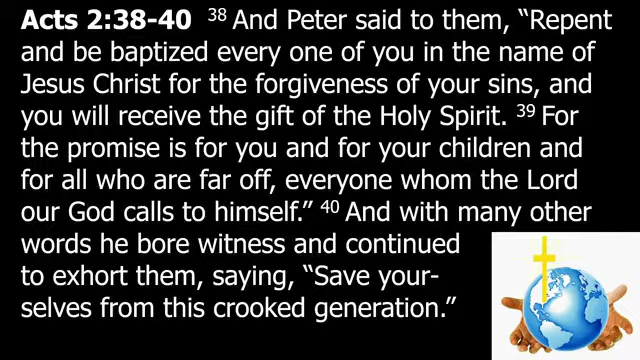 Acts 2:38-40 38 And Peter said to them, “Repent
and be baptized every one of you in the name of
Jesus Christ for the forgiveness of your sins, and
you will receive the gift of the Holy Spirit. 39 For
the promise is for you and for your children and
for all who are far off, everyone whom the Lord
our God calls to himself.” 40 And with many other
words he bore witness and continued
to exhort them, saying, “Save your-
selves from this crooked generation.”